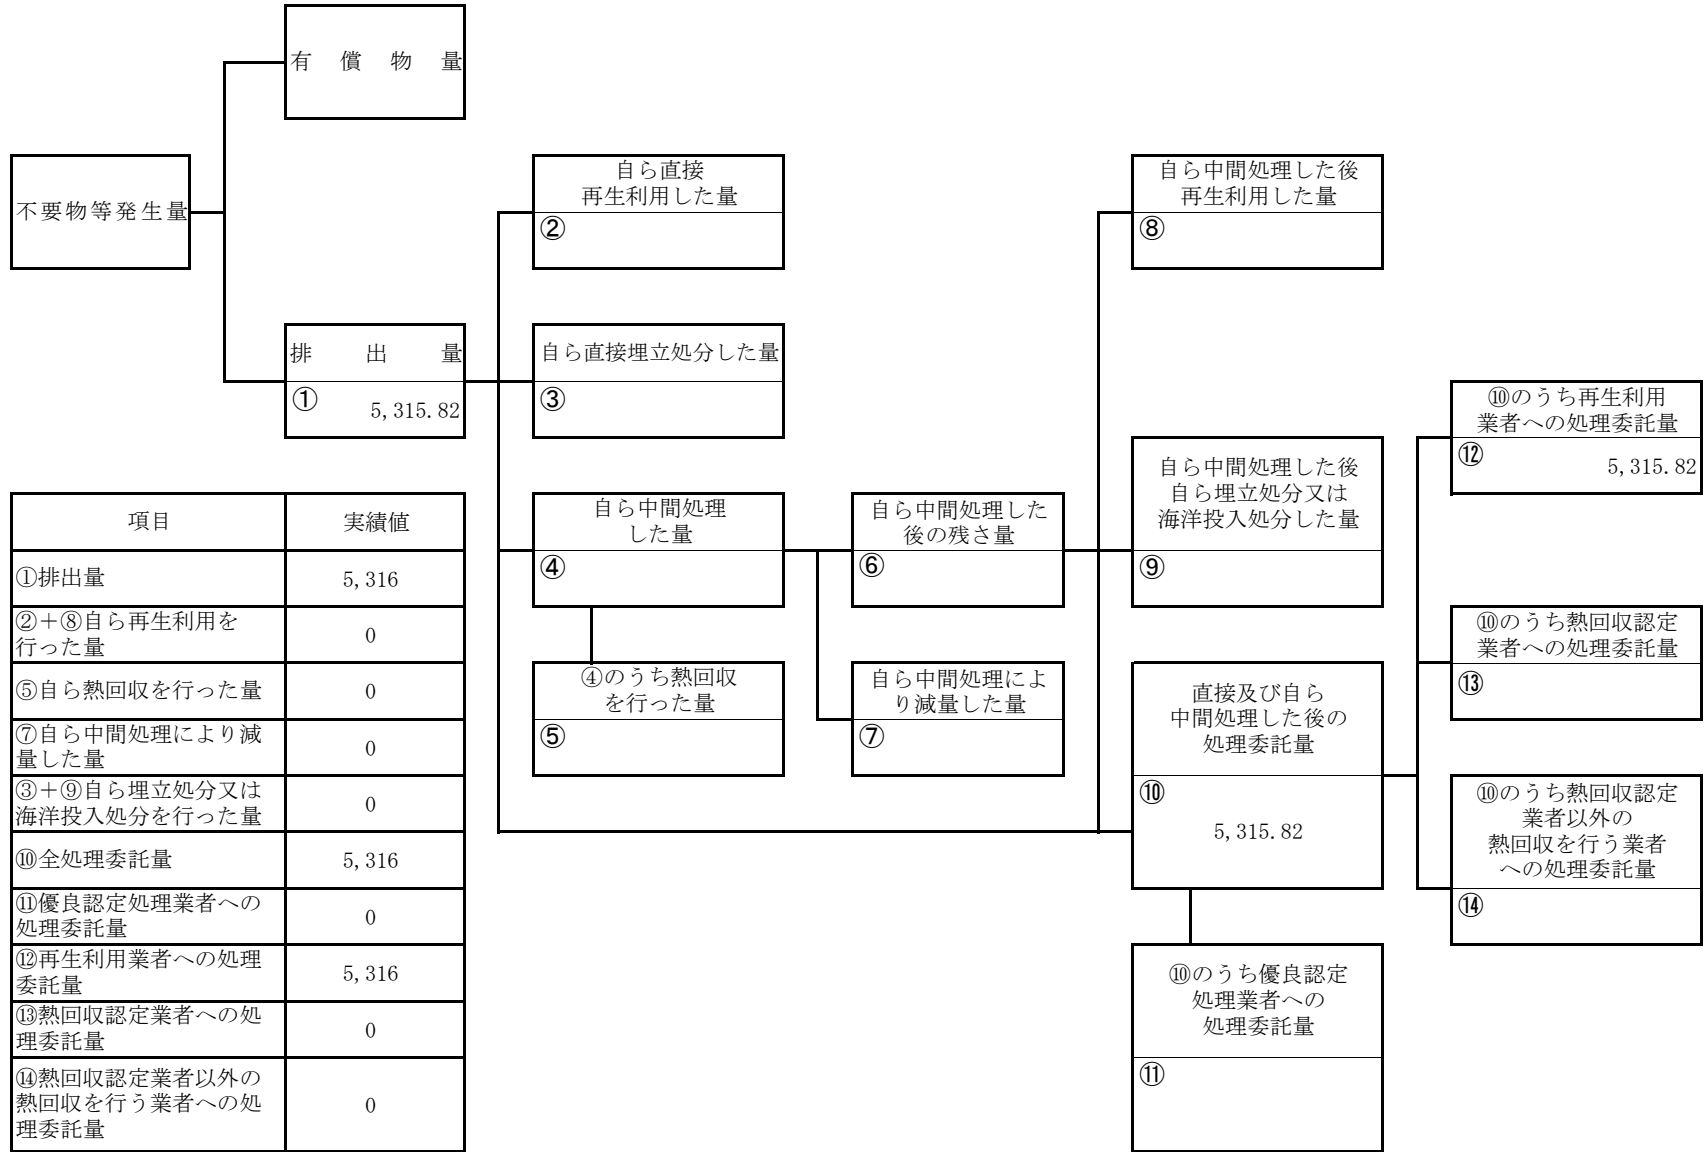 有償物量
不要物等発生量
排出量
①
5,315.82
自ら直接
再生利用した量
②
自ら直接埋立処分した量
③
自ら中間処理
した量
④
④のうち熱回収
を行った量
⑤
自ら中間処理した
後の残さ量
⑥
自ら中間処理によ
り減量した量
⑦
自ら中間処理した後
再生利用した量
⑧
自ら中間処理した後
自ら埋立処分又は
海洋投入処分した量
⑨
直接及び自ら
中間処理した後の
処理委託量
⑩
5,315.82
⑩のうち優良認定
処理業者への
処理委託量
⑪
⑩のうち再生利用
業者への処理委託量
⑫
5,315.82
⑩のうち熱回収認定
業者への処理委託量
⑬
⑩のうち熱回収認定
業者以外の
熱回収を行う業者
への処理委託量
⑭
項目 実績値
①排出量 5,316
②＋⑧自ら再生利用を
行った量 0
⑤自ら熱回収を行った量 0
⑦自ら中間処理により減
量した量 0
③＋⑨自ら埋立処分又は
海洋投入処分を行った量 0
⑩全処理委託量 5,316
⑪優良認定処理業者への
処理委託量 0
⑫再生利用業者への処理
委託量 5,316
⑬熱回収認定業者への処
理委託量 0
⑭熱回収認定業者以外の
熱回収を行う業者への処
理委託量 0